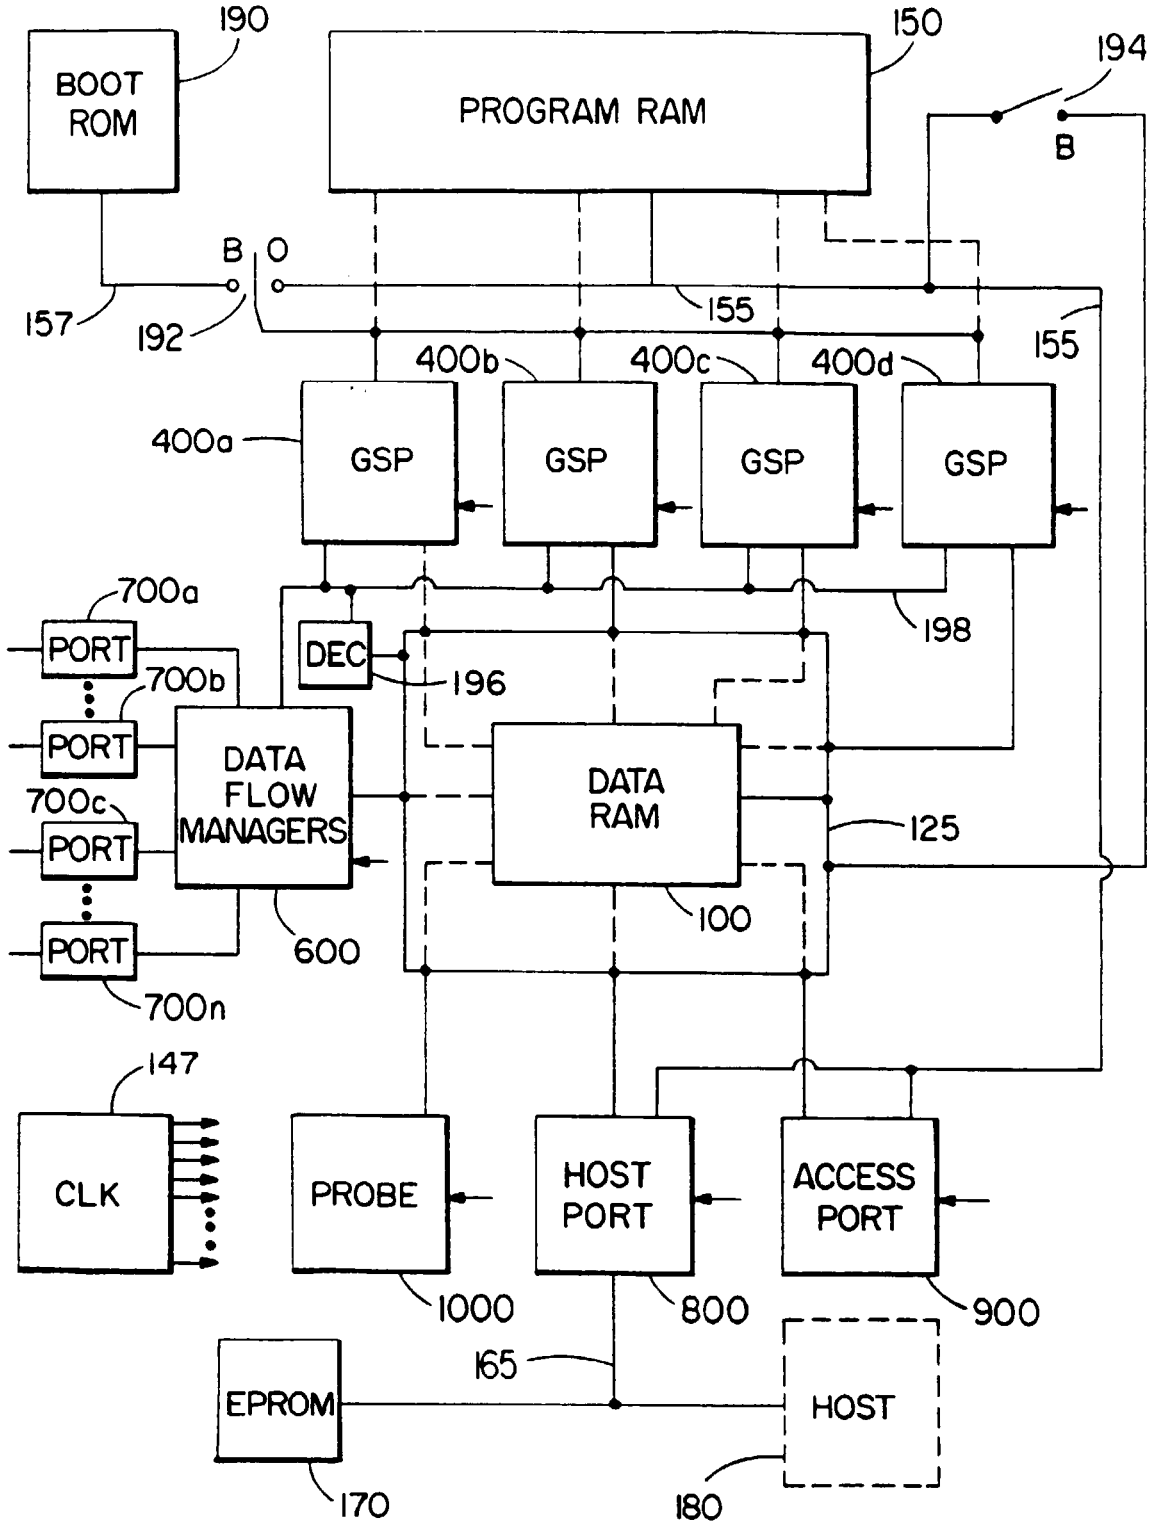 190
BOOT
ROM
150
PROGRAM RAM
194
B
B O
157
192
155
155
400a
GSP
400b
GSP
400c
GSP
400d
GSP
198
700a
PORT
DEC
196
700b
PORT
DATA
FLOW
MANAGERS
DATA
RAM
125
700c
PORT
100
600
PORT
700n
147
CLK
PROBE
HOST
PORT
ACCESS
PORT
1000
800
900
165
EPROM
HOST
170
180